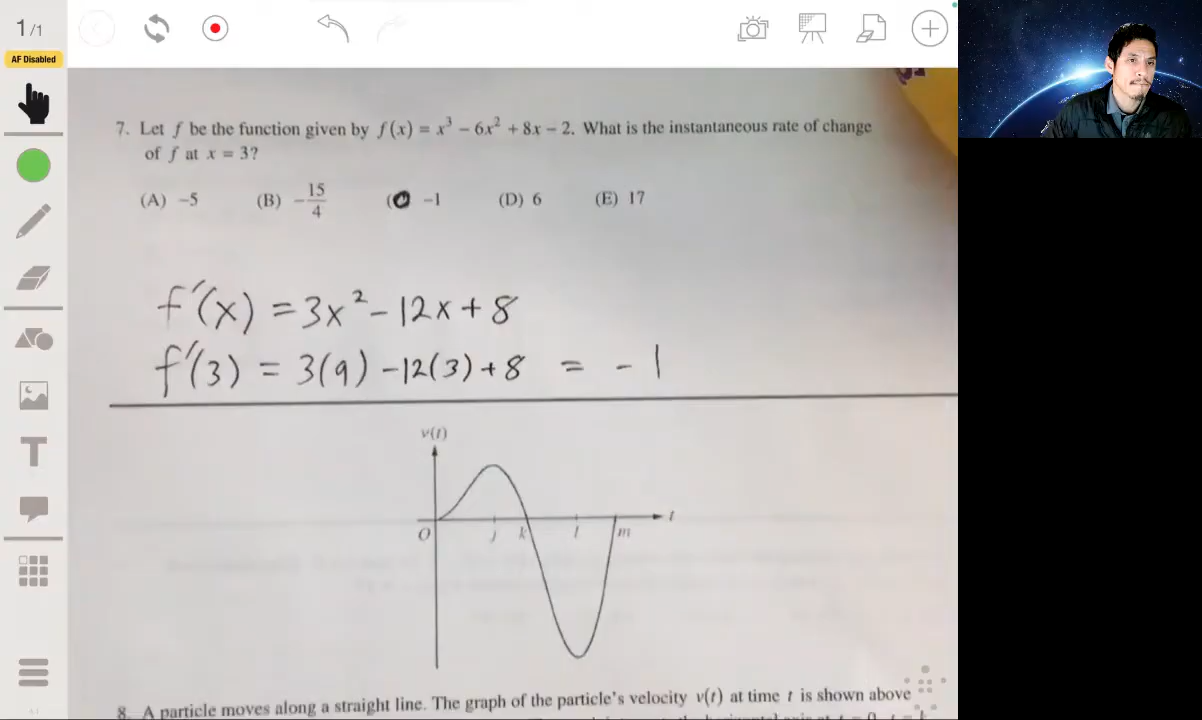 1/1
AF Disabled
7. Let f be the function given by f(x) = x³ − 6x² + 8x − 2. What is the instantaneous rate of change
of f at x = 3?
(A) −5 (B) −15/4 ( −1 (D) 6 (E) 17
f'(x) = 3x² − 12x + 8
f'(3) = 3(9) − 12(3) + 8 = − 1
v(t)
O j k l m t
8. A particle moves along a straight line. The graph of the particle's velocity v(t) at time t is shown above
T